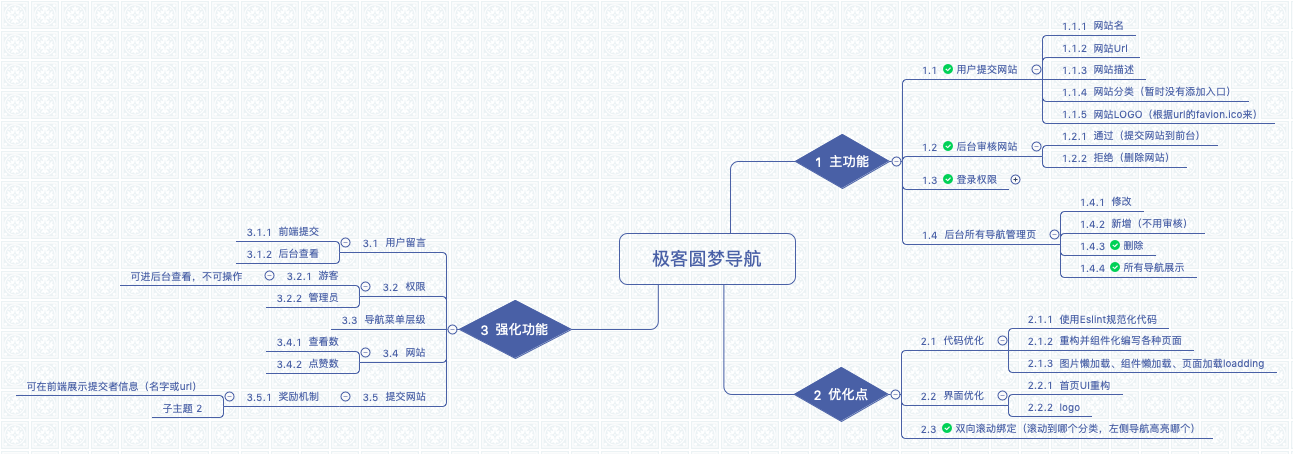 极客圆梦导航
1 主功能
1.1 用户提交网站
1.1.1 网站名
1.1.2 网站Url
1.1.3 网站描述
1.1.4 网站分类（暂时没有添加入口）
1.1.5 网站LOGO（根据url的favion.ico来）
1.2 后台审核网站
1.2.1 通过（提交网站到前台）
1.2.2 拒绝（删除网站）
1.3 登录权限
1.4 后台所有导航管理页
1.4.1 修改
1.4.2 新增（不用审核）
1.4.3 删除
1.4.4 所有导航展示
2 优化点
2.1 代码优化
2.1.1 使用Eslint规范化代码
2.1.2 重构并组件化编写各种页面
2.1.3 图片懒加载、组件懒加载、页面加载loadding
2.2 界面优化
2.2.1 首页UI重构
2.2.2 logo
2.3 双向滚动绑定（滚动到哪个分类，左侧导航高亮哪个）
3 强化功能
3.1 用户留言
3.1.1 前端提交
3.1.2 后台查看
3.2 权限
3.2.1 游客
可进后台查看，不可操作
3.2.2 管理员
3.3 导航菜单层级
3.4 网站
3.4.1 查看数
3.4.2 点赞数
3.5 提交网站
3.5.1 奖励机制
可在前端展示提交者信息（名字或url）
子主题 2